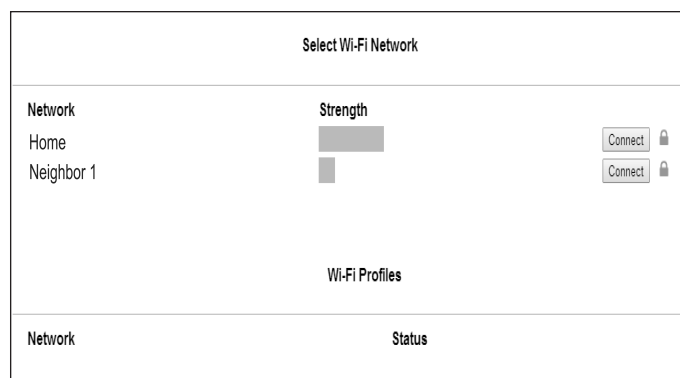 Select Wi-Fi Network
Network Strength
Home Connect
Neighbor 1 Connect
Wi-Fi Profiles
Network Status